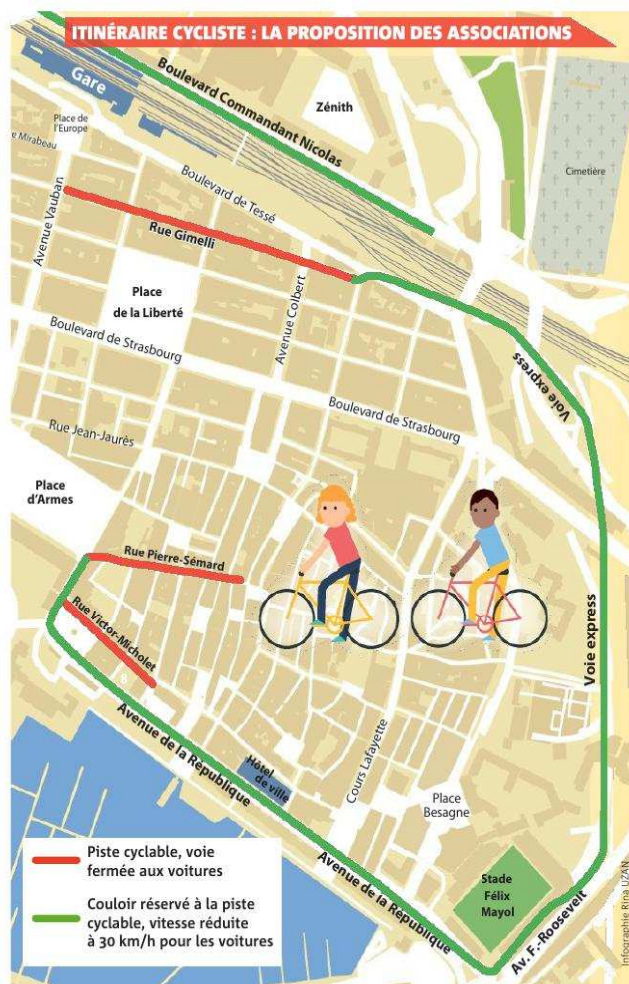 ITINÉRAIRE CYCLISTE : LA PROPOSITION DES ASSOCIATIONS
Gare
Boulevard Commandant Nicolas
Zénith
Place de
l'Europe
Mirabeau
Cimetière
Boulevard de Tessé
Avenue Vauban
Rue Gimelli
Place
de la Liberté
Avenue Colbert
Boulevard de Strasbourg
Voie express
Boulevard de Strasbourg
Rue Jean-Jaurès
Place
d'Armes
Rue Pierre-Sémard
Rue Victor-Micholet
Voie express
Avenue de la République
Hôtel
de ville
Cours Lafayette
Place
Besagne
Avenue de la République
Stade
Félix
Mayol
Av. F.-Roosevelt
Piste cyclable, voie
fermée aux voitures
Couloir réservé à la piste
cyclable, vitesse réduite
à 30 km/h pour les voitures
Infographie Rina UZAN